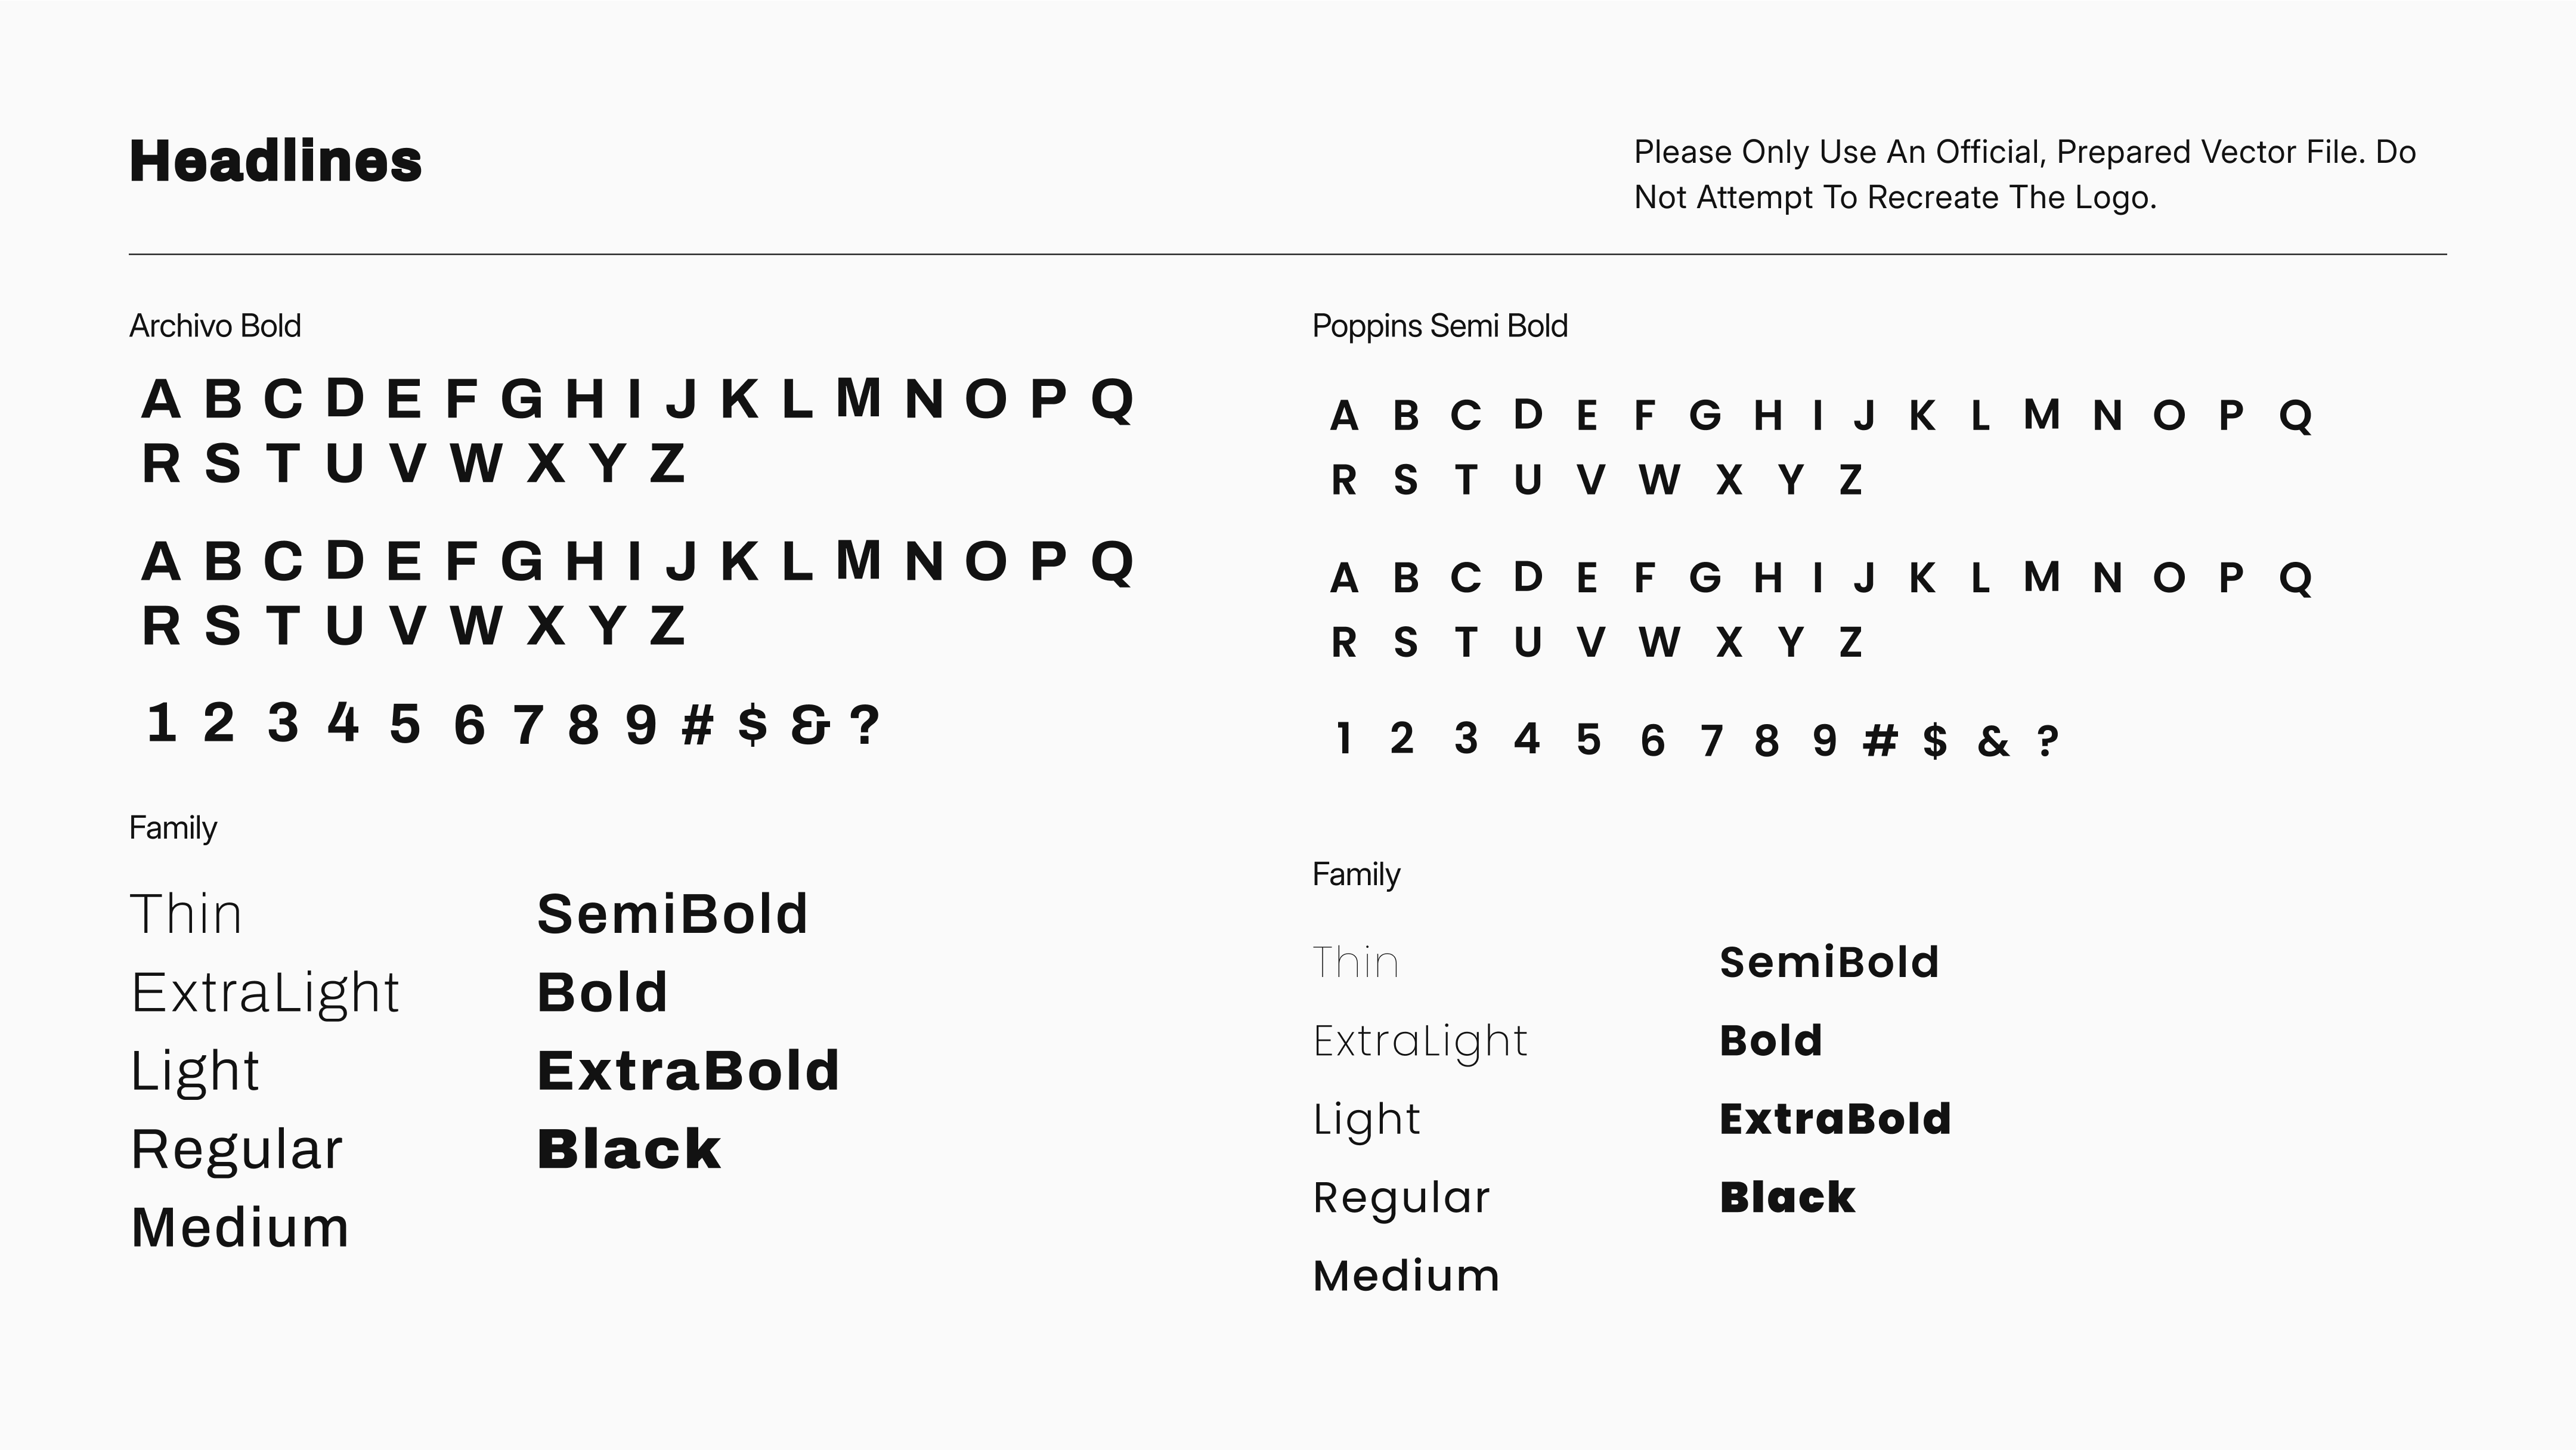 Headlines
Please Only Use An Official, Prepared Vector File. Do
Not Attempt To Recreate The Logo.
Archivo Bold
A B C D E F G H I J K L M N O P Q
R S T U V W X Y Z
A B C D E F G H I J K L M N O P Q
R S T U V W X Y Z
1 2 3 4 5 6 7 8 9 # $ & ?
Family
Thin
ExtraLight
Light
Regular
Medium
SemiBold
Bold
ExtraBold
Black
Poppins Semi Bold
A B C D E F G H I J K L M N O P Q
R S T U V W X Y Z
A B C D E F G H I J K L M N O P Q
R S T U V W X Y Z
1 2 3 4 5 6 7 8 9 # $ & ?
Family
Thin
ExtraLight
Light
Regular
Medium
SemiBold
Bold
ExtraBold
Black